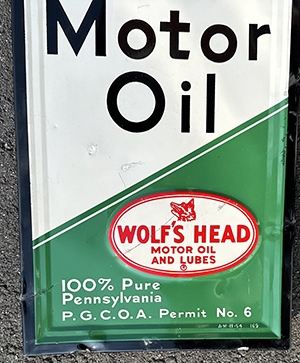 Motor
Oil
WOLF'S HEAD
MOTOR OIL
AND LUBES
100% Pure
Pennsylvania
P.G.C.O.A. Permit No. 6